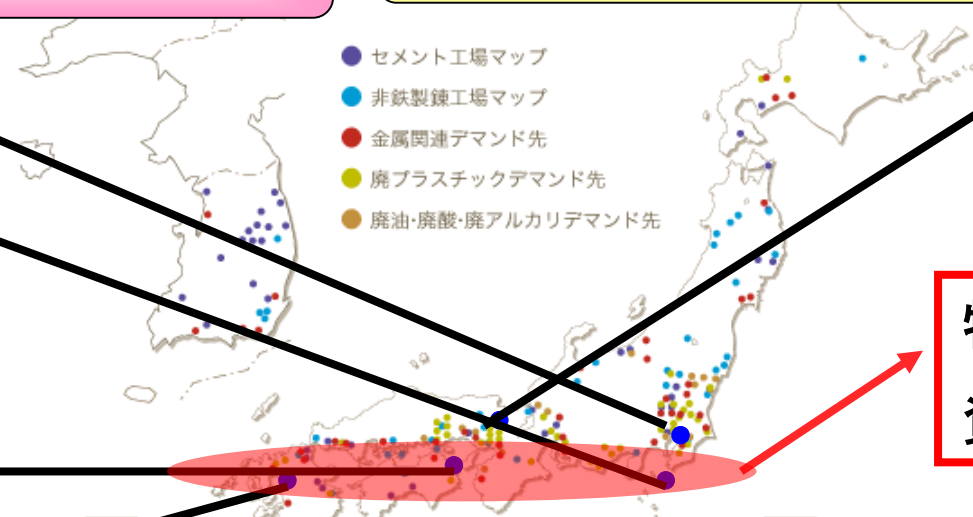 セメント工場マップ
非鉄製錬工場マップ
金属関連デマンド先
廃プラスチックデマンド先
廃油･廃酸･廃アルカリデマンド先